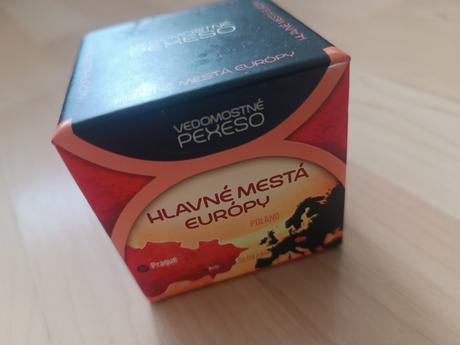 VEDOMOSTNÉ
PEXESO
HLAVNÉ MESTÁ EURÓPY
VEDOMOSTNÉ
PEXESO
HLAVNÉ MESTÁ
EURÓPY
POLAND
Prague